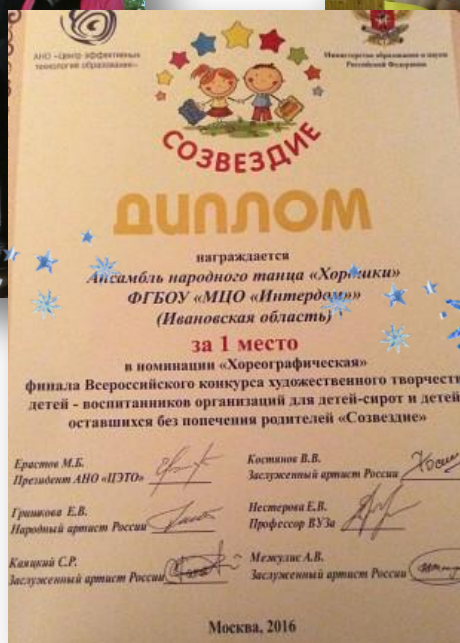 АНО «Центр эффективных
технологий образования»
Министерство образования и науки
Российской Федерации
СОЗВЕЗДИЕ
ДИПЛОМ
награждается
Ансамбль народного танца
ФГБОУ «МЦО «Интердом»»
(Ивановская область)
за 1 место
в номинации «Хореографическая»
финала Всероссийского конкурса художественного творчеств
детей - воспитанников организаций для детей-сирот и детей
оставшихся без попечения родителей «Созвездие»
Ерастов М.Б.
Президент АНО «ЦЭТО»
Костянов В.В.
Заслуженный артист России
Гришкова Е.В.
Народный артист России
Нестерова Е.В.
Профессор ВУЗа
Каяцкий С.Р.
Заслуженный артист России
Межулис А.В.
Заслуженный артист России
Москва, 2016